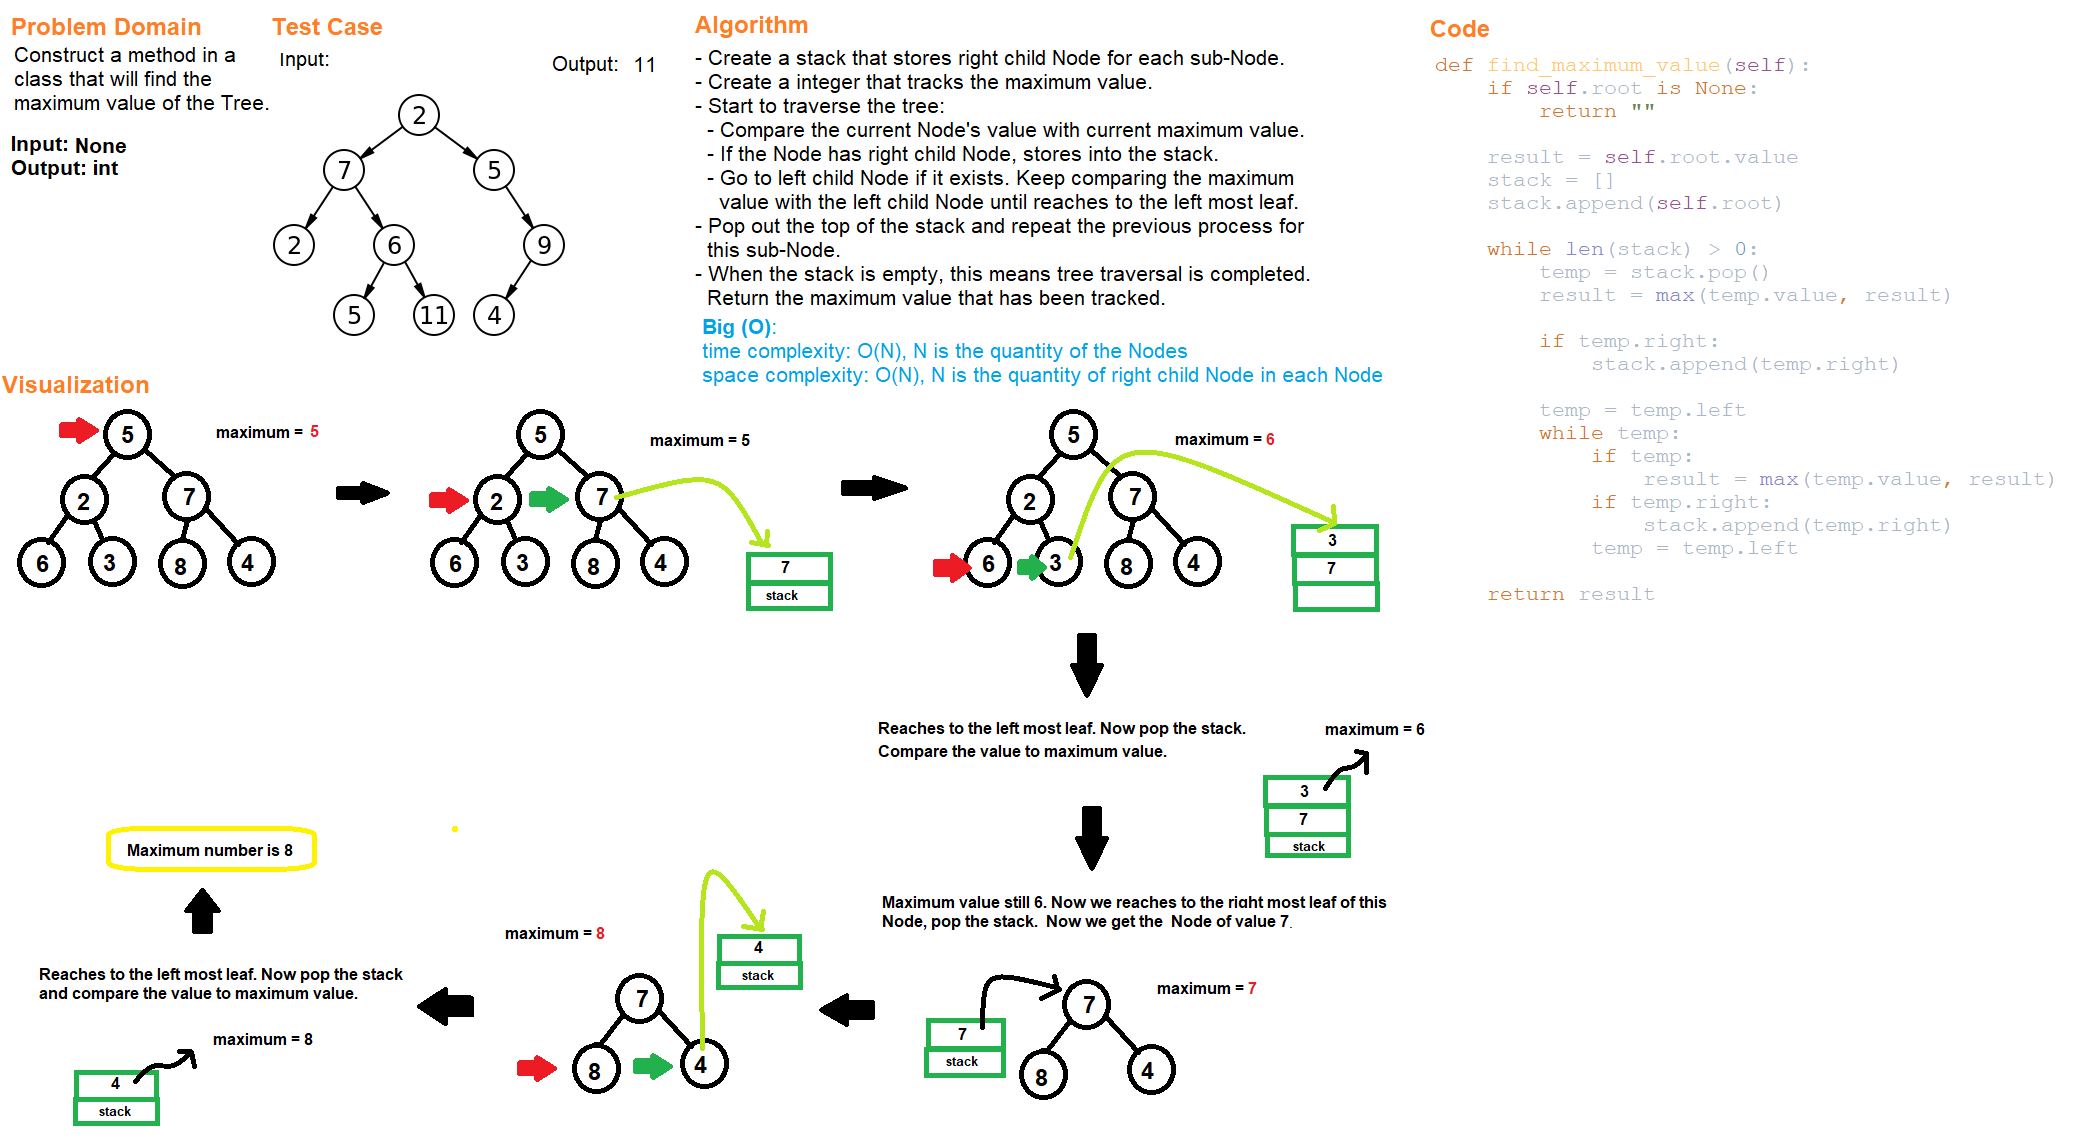 Problem Domain
Construct a method in a
class that will find the
maximum value of the Tree.
Input: None
Output: int
Test Case
Input:
Output: 11
2
7
5
2
6
9
5
11
4
Algorithm
- Create a stack that stores right child Node for each sub-Node.
- Create a integer that tracks the maximum value.
- Start to traverse the tree:
- Compare the current Node's value with current maximum value.
- If the Node has right child Node, stores into the stack.
- Go to left child Node if it exists. Keep comparing the maximum
value with the left child Node until reaches to the left most leaf.
- Pop out the top of the stack and repeat the previous process for
this sub-Node.
- When the stack is empty, this means tree traversal is completed.
Return the maximum value that has been tracked.
Big (O):
time complexity: O(N), N is the quantity of the Nodes
space complexity: O(N), N is the quantity of right child Node in each Node
Code
def find_maximum_value(self):
if self.root is None:
return ""
result = self.root.value
stack = []
stack.append(self.root)
while len(stack) > 0:
temp = stack.pop()
result = max(temp.value, result)
if temp.right:
stack.append(temp.right)
temp = temp.left
while temp:
if temp:
result = max(temp.value, result)
if temp.right:
stack.append(temp.right)
temp = temp.left
return result
Visualization
5
maximum = 5
2
7
6
3
8
4
5
maximum = 5
2
7
6
3
8
4
7
stack
5
maximum = 6
2
7
6
3
8
4
3
7
Reaches to the left most leaf. Now pop the stack.
Compare the value to maximum value.
maximum = 6
3
7
stack
Maximum value still 6. Now we reaches to the right most leaf of this
Node, pop the stack. Now we get the Node of value 7.
maximum = 7
7
stack
7
8
4
maximum = 8
4
stack
7
8
4
Reaches to the left most leaf. Now pop the stack
and compare the value to maximum value.
maximum = 8
4
stack
Maximum number is 8